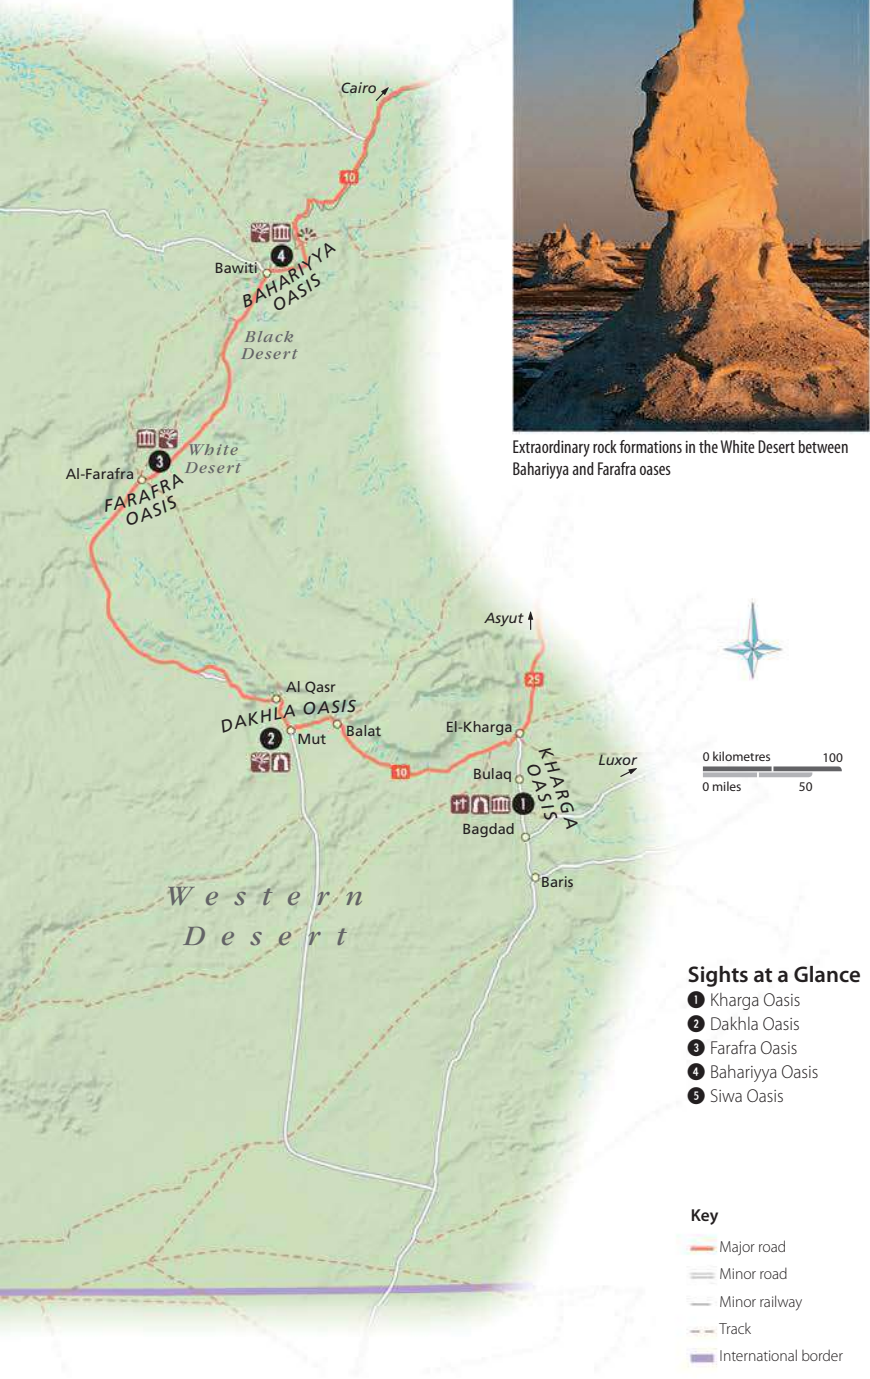 Cairo
10
4
Bawiti
BAHARIYYA
OASIS
Black
Desert
Extraordinary rock formations in the White Desert between
Bahariyya and Farafra oases
White
Desert
3
Al-Farafra
FARAFRA
OASIS
Asyut
25
Al Qasr
DAKHLA OASIS
El-Kharga
Balat
2
Mut
KHARGA
OASIS
Luxor
0 kilometres 100
0 miles 50
10
Bulaq
1
Bagdad
Baris
Western
Desert
Sights at a Glance
1 Kharga Oasis
2 Dakhla Oasis
3 Farafra Oasis
4 Bahariyya Oasis
5 Siwa Oasis
Key
Major road
Minor road
Minor railway
Track
International border